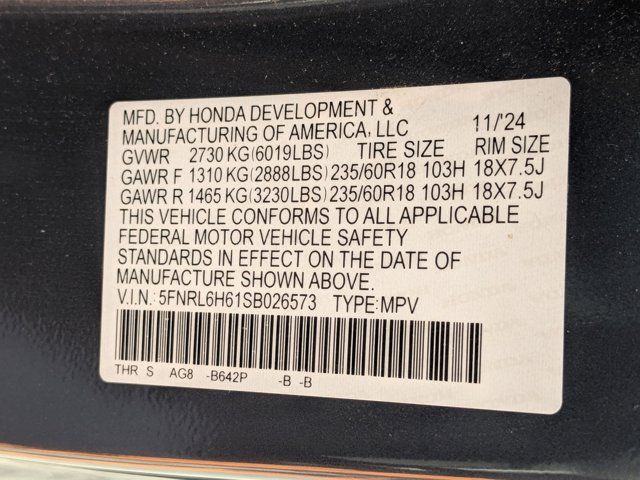 MFD. BY HONDA DEVELOPMENT &
MANUFACTURING OF AMERICA, LLC 11/'24
GVWR 2730 KG(6019LBS) TIRE SIZE RIM SIZE
GAWR F 1310 KG(2888LBS) 235/60R18 103H 18X7.5J
GAWR R 1465 KG(3230LBS) 235/60R18 103H 18X7.5J
THIS VEHICLE CONFORMS TO ALL APPLICABLE
FEDERAL MOTOR VEHICLE SAFETY
STANDARDS IN EFFECT ON THE DATE OF
MANUFACTURE SHOWN ABOVE.
V.I.N.: 5FNRL6H61SB026573 TYPE: MPV
THR S AG8 -B642P -B -B